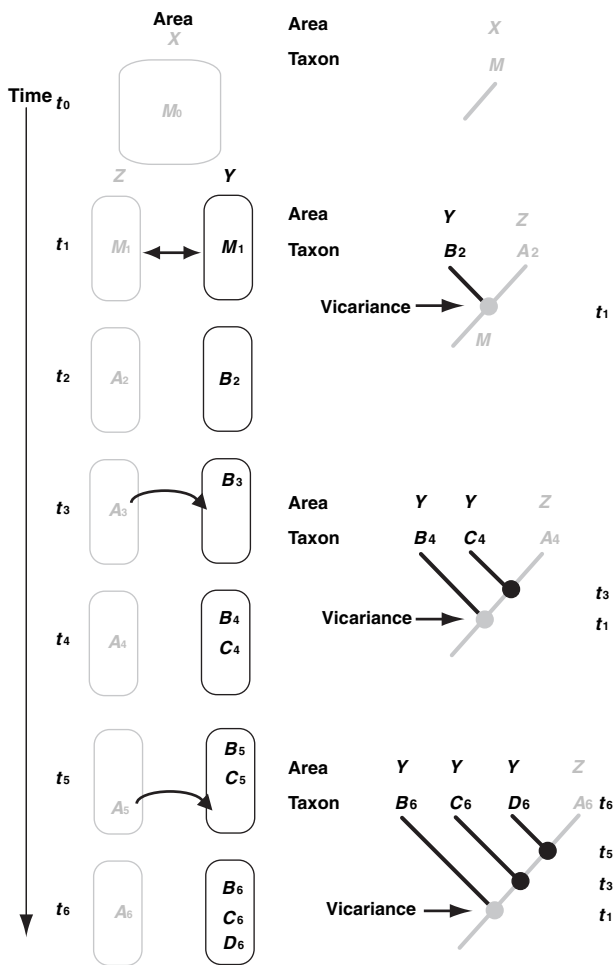 Area Area X
X Taxon M
Time t0 M0
Z Y
t1 M1 M1
Area Y Z
Taxon B2 A2
Vicariance t1
M
t2 A2 B2
t3 A3 B3
Area Y Y Z
Taxon B4 C4 A4
t3
Vicariance t1
t4 A4 B4
C4
t5 A5 B5
C5
Area Y Y Y Z
Taxon B6 C6 D6 A6 t6
t5
t3
Vicariance t1
t6 A6 B6
C6
D6